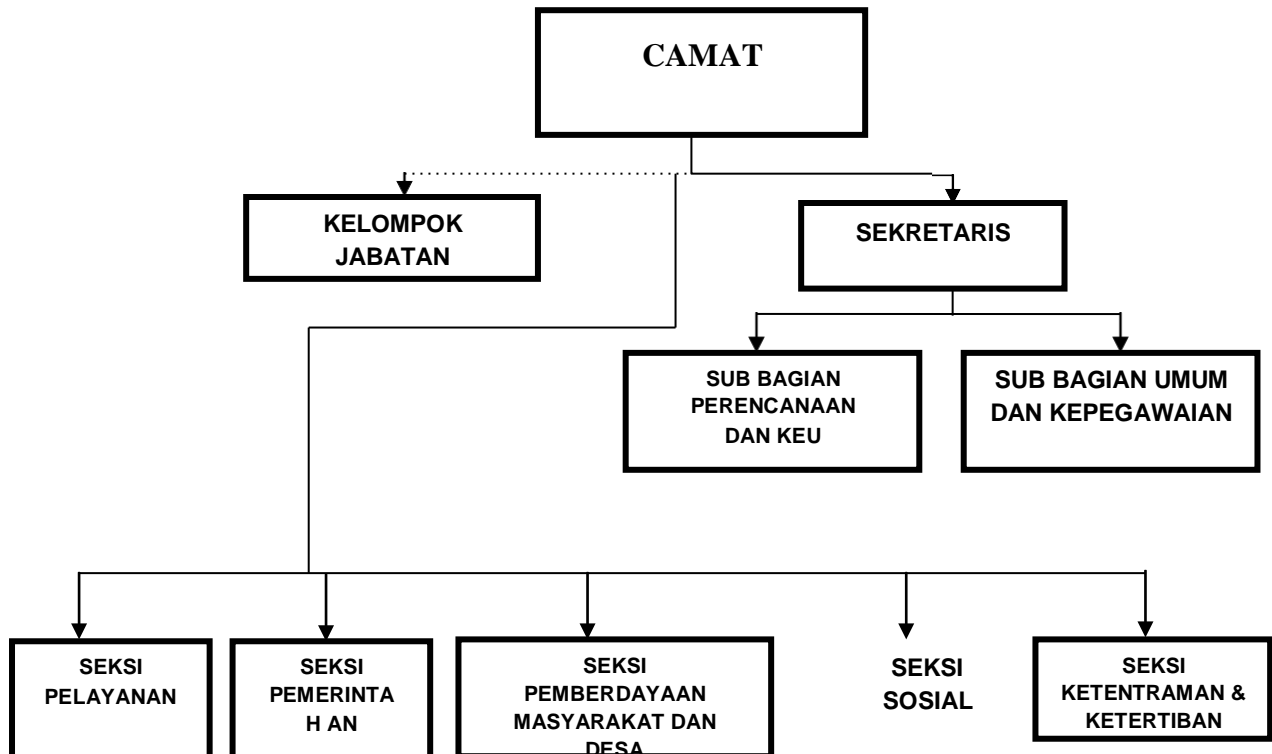 CAMAT
KELOMPOK
JABATAN
SEKRETARIS
SUB BAGIAN
PERENCANAAN
DAN KEU
SUB BAGIAN UMUM
DAN KEPEGAWAIAN
SEKSI
PELAYANAN
SEKSI
PEMERINTA
H AN
SEKSI
PEMBERDAYAAN
MASYARAKAT DAN
DESA
SEKSI
SOSIAL
SEKSI
KETENTRAMAN &
KETERTIBAN